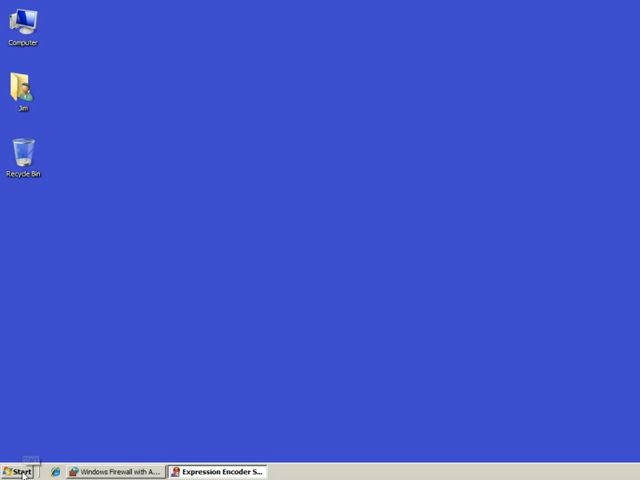 Computer
Jim
Recycle Bin
Start
Windows Firewall with A...
Expression Encoder S...